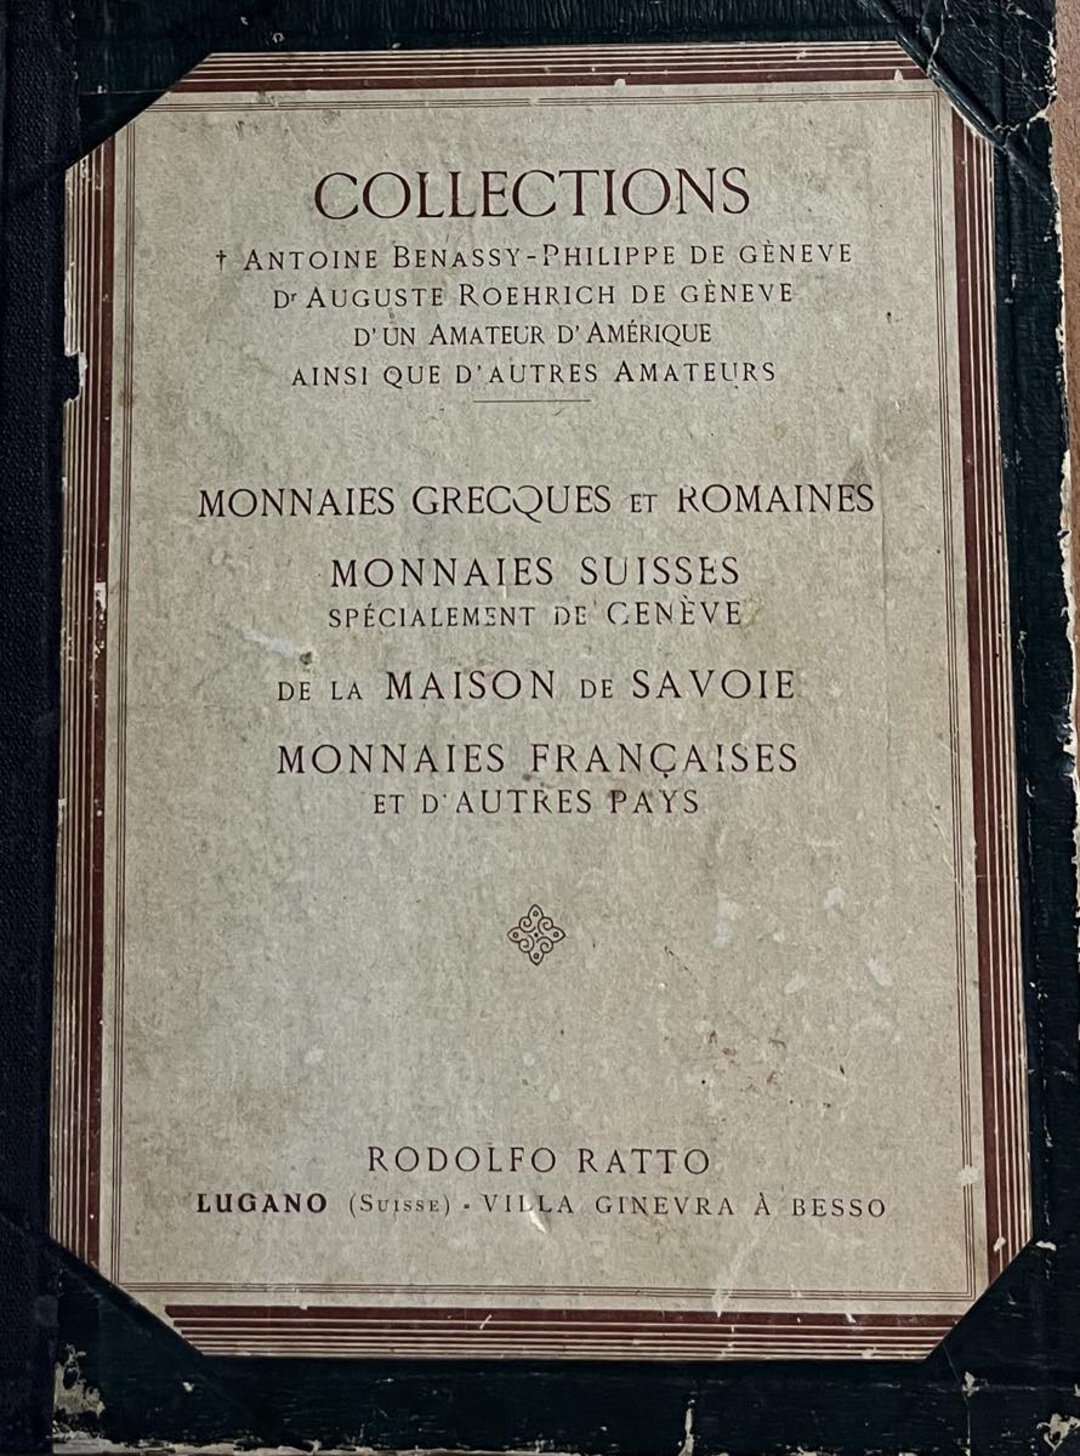 COLLECTIONS
† ANTOINE BENASSY-PHILIPPE DE GÈNEVE
Dr AUGUSTE ROEHRICH DE GÈNEVE
D'UN AMATEUR D'AMÉRIQUE
AINSI QUE D'AUTRES AMATEURS
MONNAIES GRECQUES ET ROMAINES
MONNAIES SUISSES
SPÉCIALEMENT DE GENÈVE
DE LA MAISON DE SAVOIE
MONNAIES FRANÇAISES
ET D'AUTRES PAYS
RODOLFO RATTO
LUGANO (SUISSE) - VILLA GINEVRA À BESSO